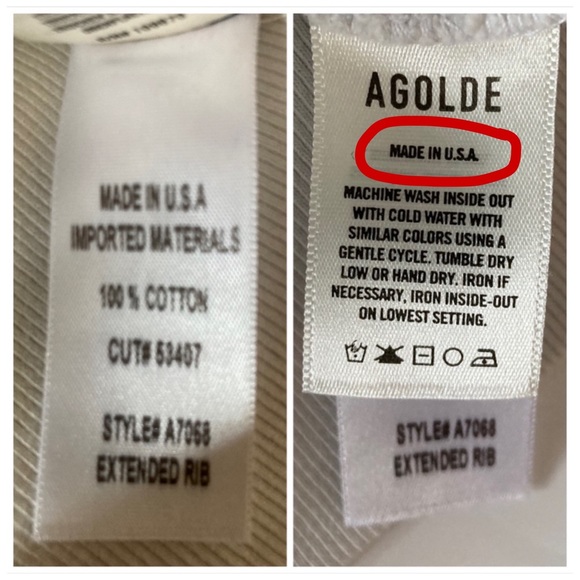 MADE IN U.S.A
IMPORTED MATERIALS
100% COTTON
CUT# 53407
STYLE# A7068
EXTENDED RIB
AGOLDE
MADE IN U.S.A.
MACHINE WASH INSIDE OUT
WITH COLD WATER WITH
SIMILAR COLORS USING A
GENTLE CYCLE. TUMBLE DRY
LOW OR HAND DRY. IRON IF
NECESSARY, IRON INSIDE-OUT
ON LOWEST SETTING.
STYLE# A7068
EXTENDED RIB